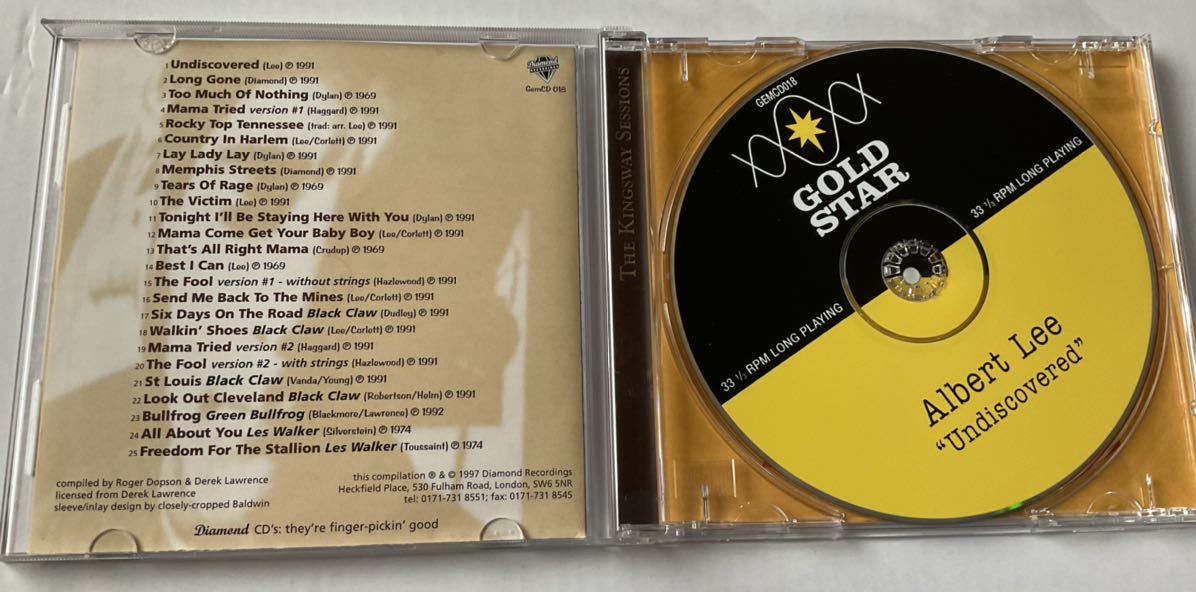 1 Undiscovered (Lee) ℗ 1991
2 Long Gone (Diamond) ℗ 1991
3 Too Much Of Nothing (Dylan) ℗ 1969
4 Mama Tried version #1 (Haggard) ℗ 1991
5 Rocky Top Tennessee (trad: arr. Lee) ℗ 1991
6 Country In Harlem (Lee/Corlett) ℗ 1991
7 Lay Lady Lay (Dylan) ℗ 1991
8 Memphis Streets (Diamond) ℗ 1991
9 Tears Of Rage (Dylan) ℗ 1969
10 The Victim (Lee) ℗ 1991
11 Tonight I'll Be Staying Here With You (Dylan) ℗ 1991
12 Mama Come Get Your Baby Boy (Lee/Corlett) ℗ 1991
13 That's All Right Mama (Crudup) ℗ 1969
14 Best I Can (Lee) ℗ 1969
15 The Fool version #1 - without strings (Hazlewood) ℗ 1991
16 Send Me Back To The Mines (Lee/Corlett) ℗ 1991
17 Six Days On The Road Black Claw (Dudley) ℗ 1991
18 Walkin' Shoes Black Claw (Lee/Corlett) ℗ 1991
19 Mama Tried version #2 (Haggard) ℗ 1991
20 The Fool version #2 - with strings (Hazlewood) ℗ 1991
21 St Louis Black Claw (Vanda/Young) ℗ 1991
22 Look Out Cleveland Black Claw (Robertson/Helm) ℗ 1991
23 Bullfrog Green Bullfrog (Blackmore/Lawrence) ℗ 1992
24 All About You Les Walker (Silverstein) ℗ 1974
25 Freedom For The Stallion Les Walker (Toussaint) ℗ 1974
Diamond
RECORDINGS
GemCD 018
compiled by Roger Dopson & Derek Lawrence
licensed from Derek Lawrence
sleeve/inlay design by closely-cropped Baldwin
this compilation ® & © 1997 Diamond Recordings
Heckfield Place, 530 Fulham Road, London, SW6 5NR
tel: 0171-731 8551; fax: 0171-731 8545
Diamond CD's: they're finger-pickin' good
The Kingsway Sessions
GEMCD018
GOLD
STAR
33 ⅓ RPM LONG PLAYING
33 ⅓ RPM LONG PLAYING
Albert Lee
"Undiscovered"